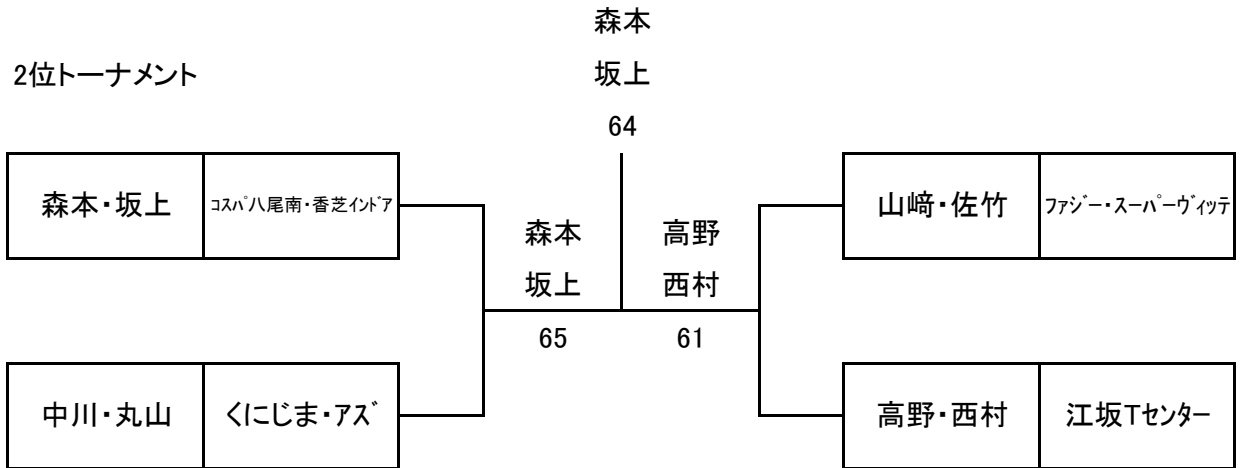 森本
坂上
64
2位トーナメント
森本・坂上
ｺｽﾊﾟ八尾南・香芝ｲﾝﾄﾞｱ
山﨑・佐竹
ﾌｧｼﾞｰ・ｽｰﾊﾟｰｳﾞｨｯﾃ
森本
坂上
65
高野
西村
61
中川・丸山
くにじま・ｱｽﾞ
高野・西村
江坂Tｾﾝﾀｰ